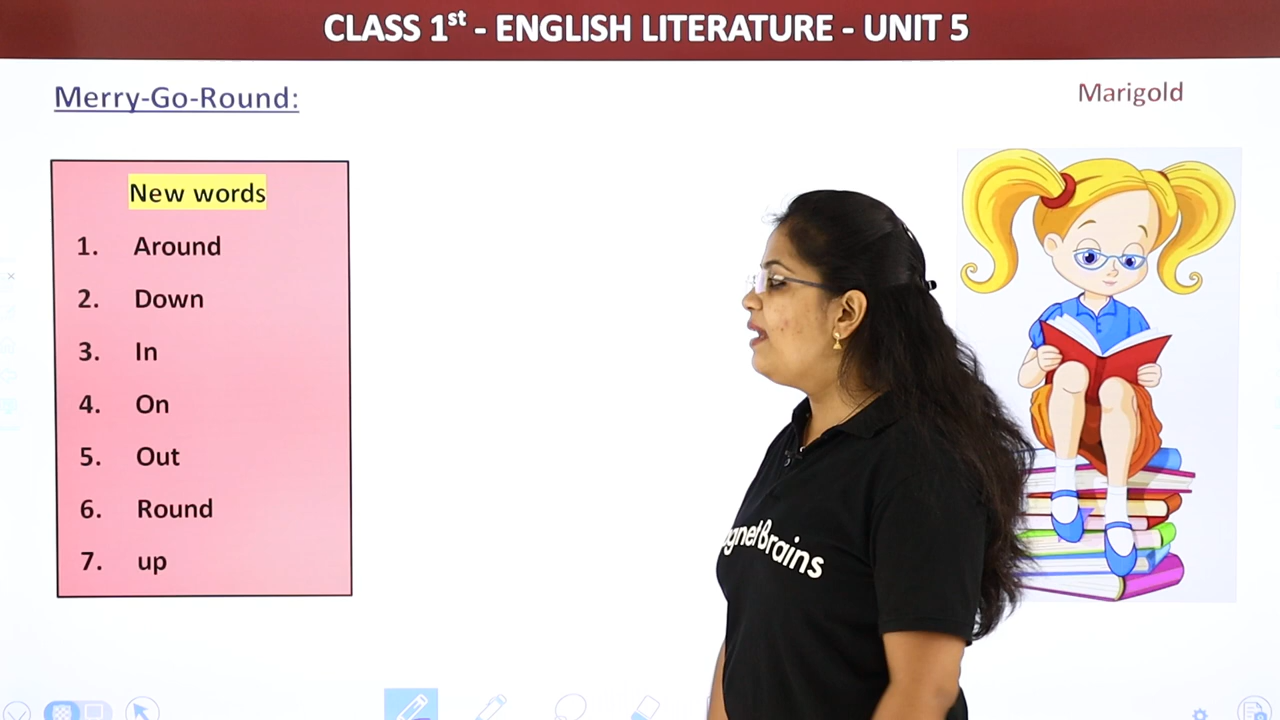 CLASS 1st - ENGLISH LITERATURE - UNIT 5
Merry-Go-Round:
Marigold
New words
1. Around
2. Down
3. In
4. On
5. Out
6. Round
7. up
gnetBrains